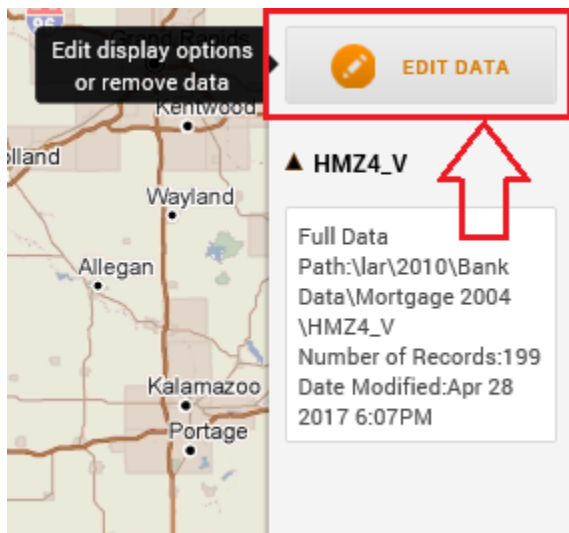 96
Grand Rapids
Edit display options
or remove data
EDIT DATA
Kentwood
olland
HMZ4_V
Wayland
Full Data
Path:\lar\2010\Bank
Data\Mortgage 2004
\HMZ4_V
Number of Records:199
Date Modified:Apr 28
2017 6:07PM
Allegan
Kalamazoo
Portage